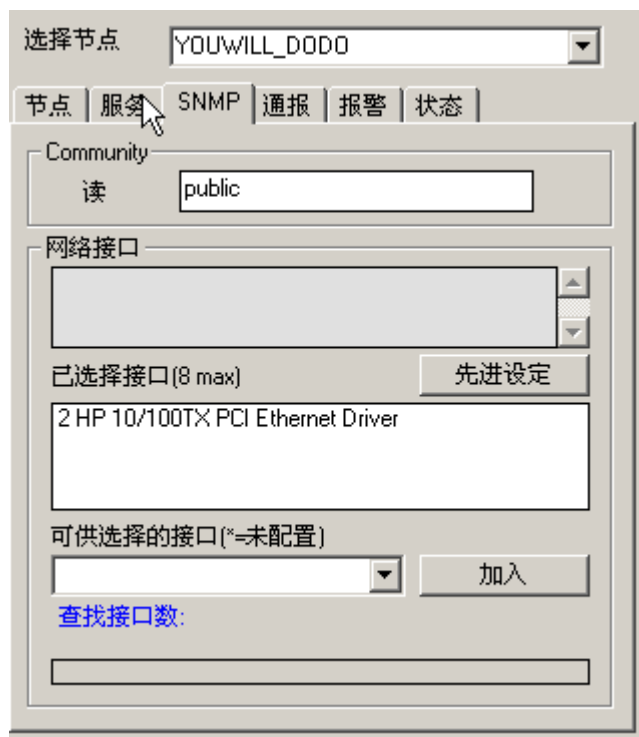 选择节点 YOUWILL_DODO
节点 服务 SNMP 通报 报警 状态
Community
读 public
网络接口
已选择接口(8 max) 先进设定
2 HP 10/100TX PCI Ethernet Driver
可供选择的接口(*=未配置)
加入
查找接口数: